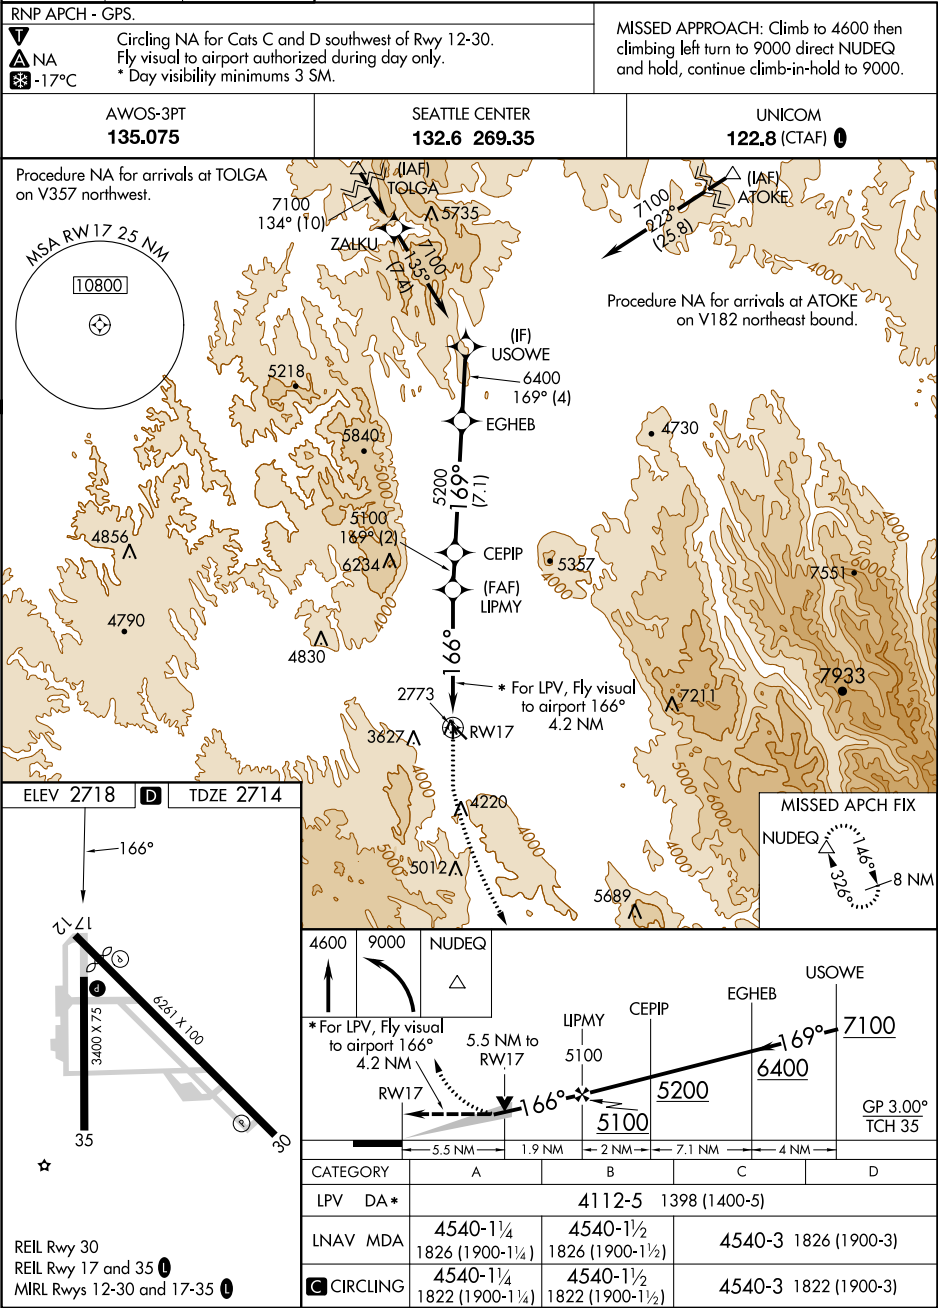 RNP APCH - GPS.
▼
A NA
-17°C
Circling NA for Cats C and D southwest of Rwy 12-30.
Fly visual to airport authorized during day only.
* Day visibility minimums 3 SM.
MISSED APPROACH: Climb to 4600 then
climbing left turn to 9000 direct NUDEQ
and hold, continue climb-in-hold to 9000.
AWOS-3PT
135.075
SEATTLE CENTER
132.6 269.35
UNICOM
122.8 (CTAF) L
Procedure NA for arrivals at TOLGA
on V357 northwest.
MSA RW17 25 NM
10800
(IAF)
TOLGA
7100
134° (10)
5735
ZALKU
7100
135°
(7.4)
(IAF)
ATOKE
7100
223°
(25.8)
4000
Procedure NA for arrivals at ATOKE
on V182 northeast bound.
(IF)
USOWE
6400
169° (4)
5218
EGHEB
4730
5840
5000
5200
169°
(7.1)
5100
169° (2)
4856
6234
CEPIP
5357
4000
4000
7551
(FAF)
LIPMY
4790
4000
4830
166°
7933
2773
* For LPV, Fly visual
to airport 166°
4.2 NM
7211
3627
RW17
4000
4220
5000
6000
5000
4000
5012
4000
5689
MISSED APCH FIX
NUDEQ
146°
326°
8 NM
ELEV 2718
D
TDZE 2714
166°
12
17
P
P
6261 X 100
3400 X 75
P
35
30
REIL Rwy 30
REIL Rwy 17 and 35 L
MIRL Rwys 12-30 and 17-35 L
4600
9000
NUDEQ
* For LPV, Fly visual
to airport 166°
4.2 NM
RW17
5.5 NM to
RW17
LIPMY
5100
CEPIP
EGHEB
USOWE
166°
169°
7100
6400
5200
5100
GP 3.00°
TCH 35
5.5 NM
1.9 NM
2 NM
7.1 NM
4 NM
CATEGORY A B C D
LPV DA* 4112-5 1398 (1400-5)
LNAV MDA
4540-1¼
1826 (1900-1¼)
4540-1½
1826 (1900-1½)
4540-3 1826 (1900-3)
C CIRCLING
4540-1¼
1822 (1900-1¼)
4540-1½
1822 (1900-1½)
4540-3 1822 (1900-3)